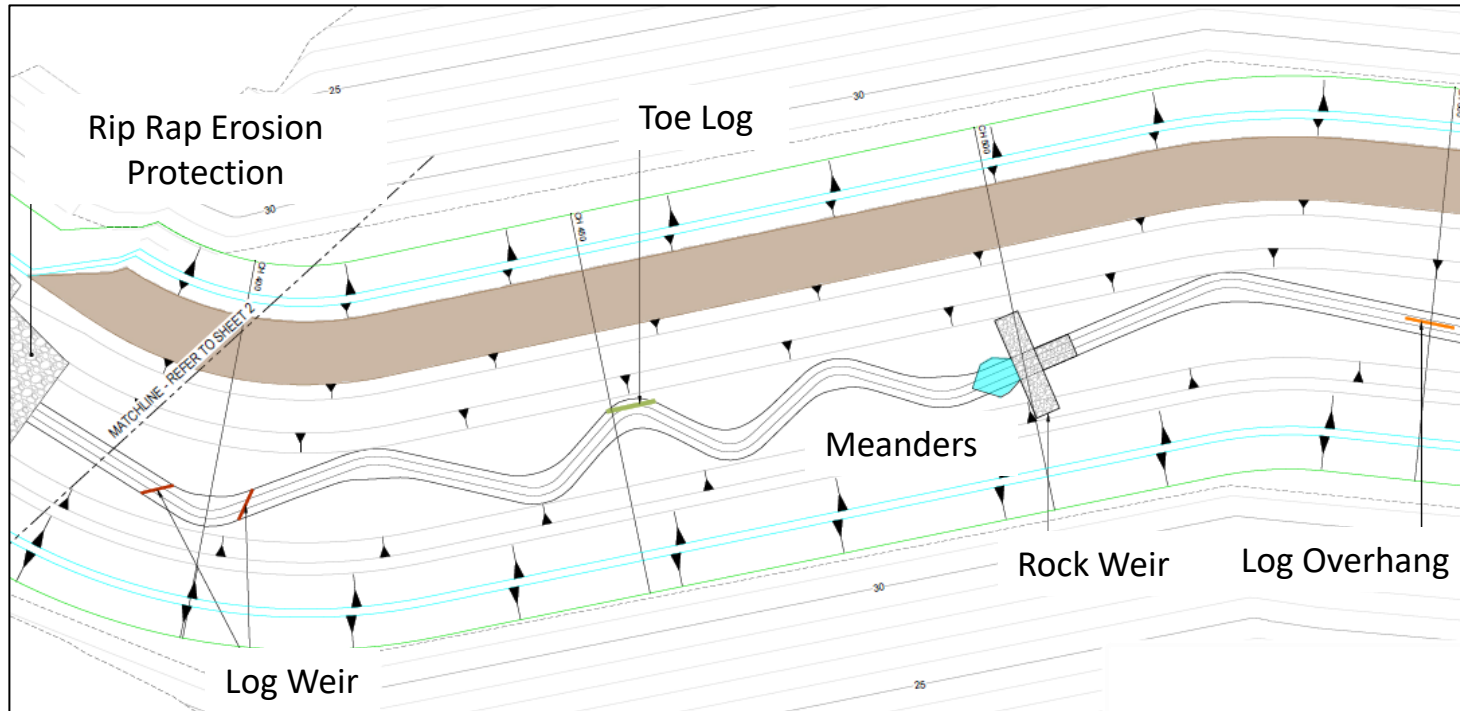 25
30
Rip Rap Erosion
Protection
Toe Log
30
CH 400
CH 450
CH 500
MATCHLINE - REFER TO SHEET 2
Meanders
Rock Weir
Log Overhang
30
Log Weir
25